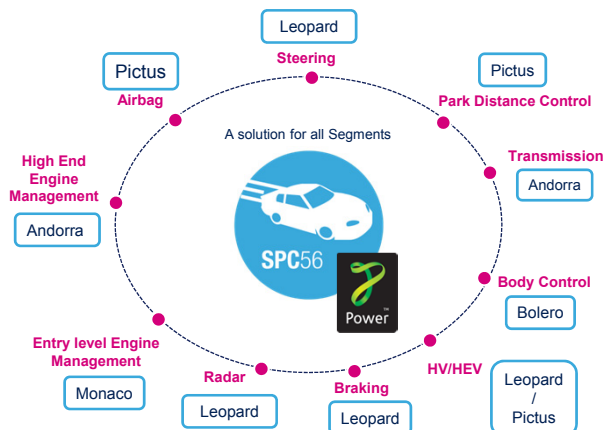 Leopard
Steering
Pictus
Airbag
Pictus
Park Distance Control
A solution for all Segments
Transmission
Andorra
High End
Engine
Management
Andorra
SPC56
Power™
Body Control
Bolero
Entry level Engine
Management
Monaco
Radar
Leopard
Braking
Leopard
HV/HEV
Leopard
/
Pictus